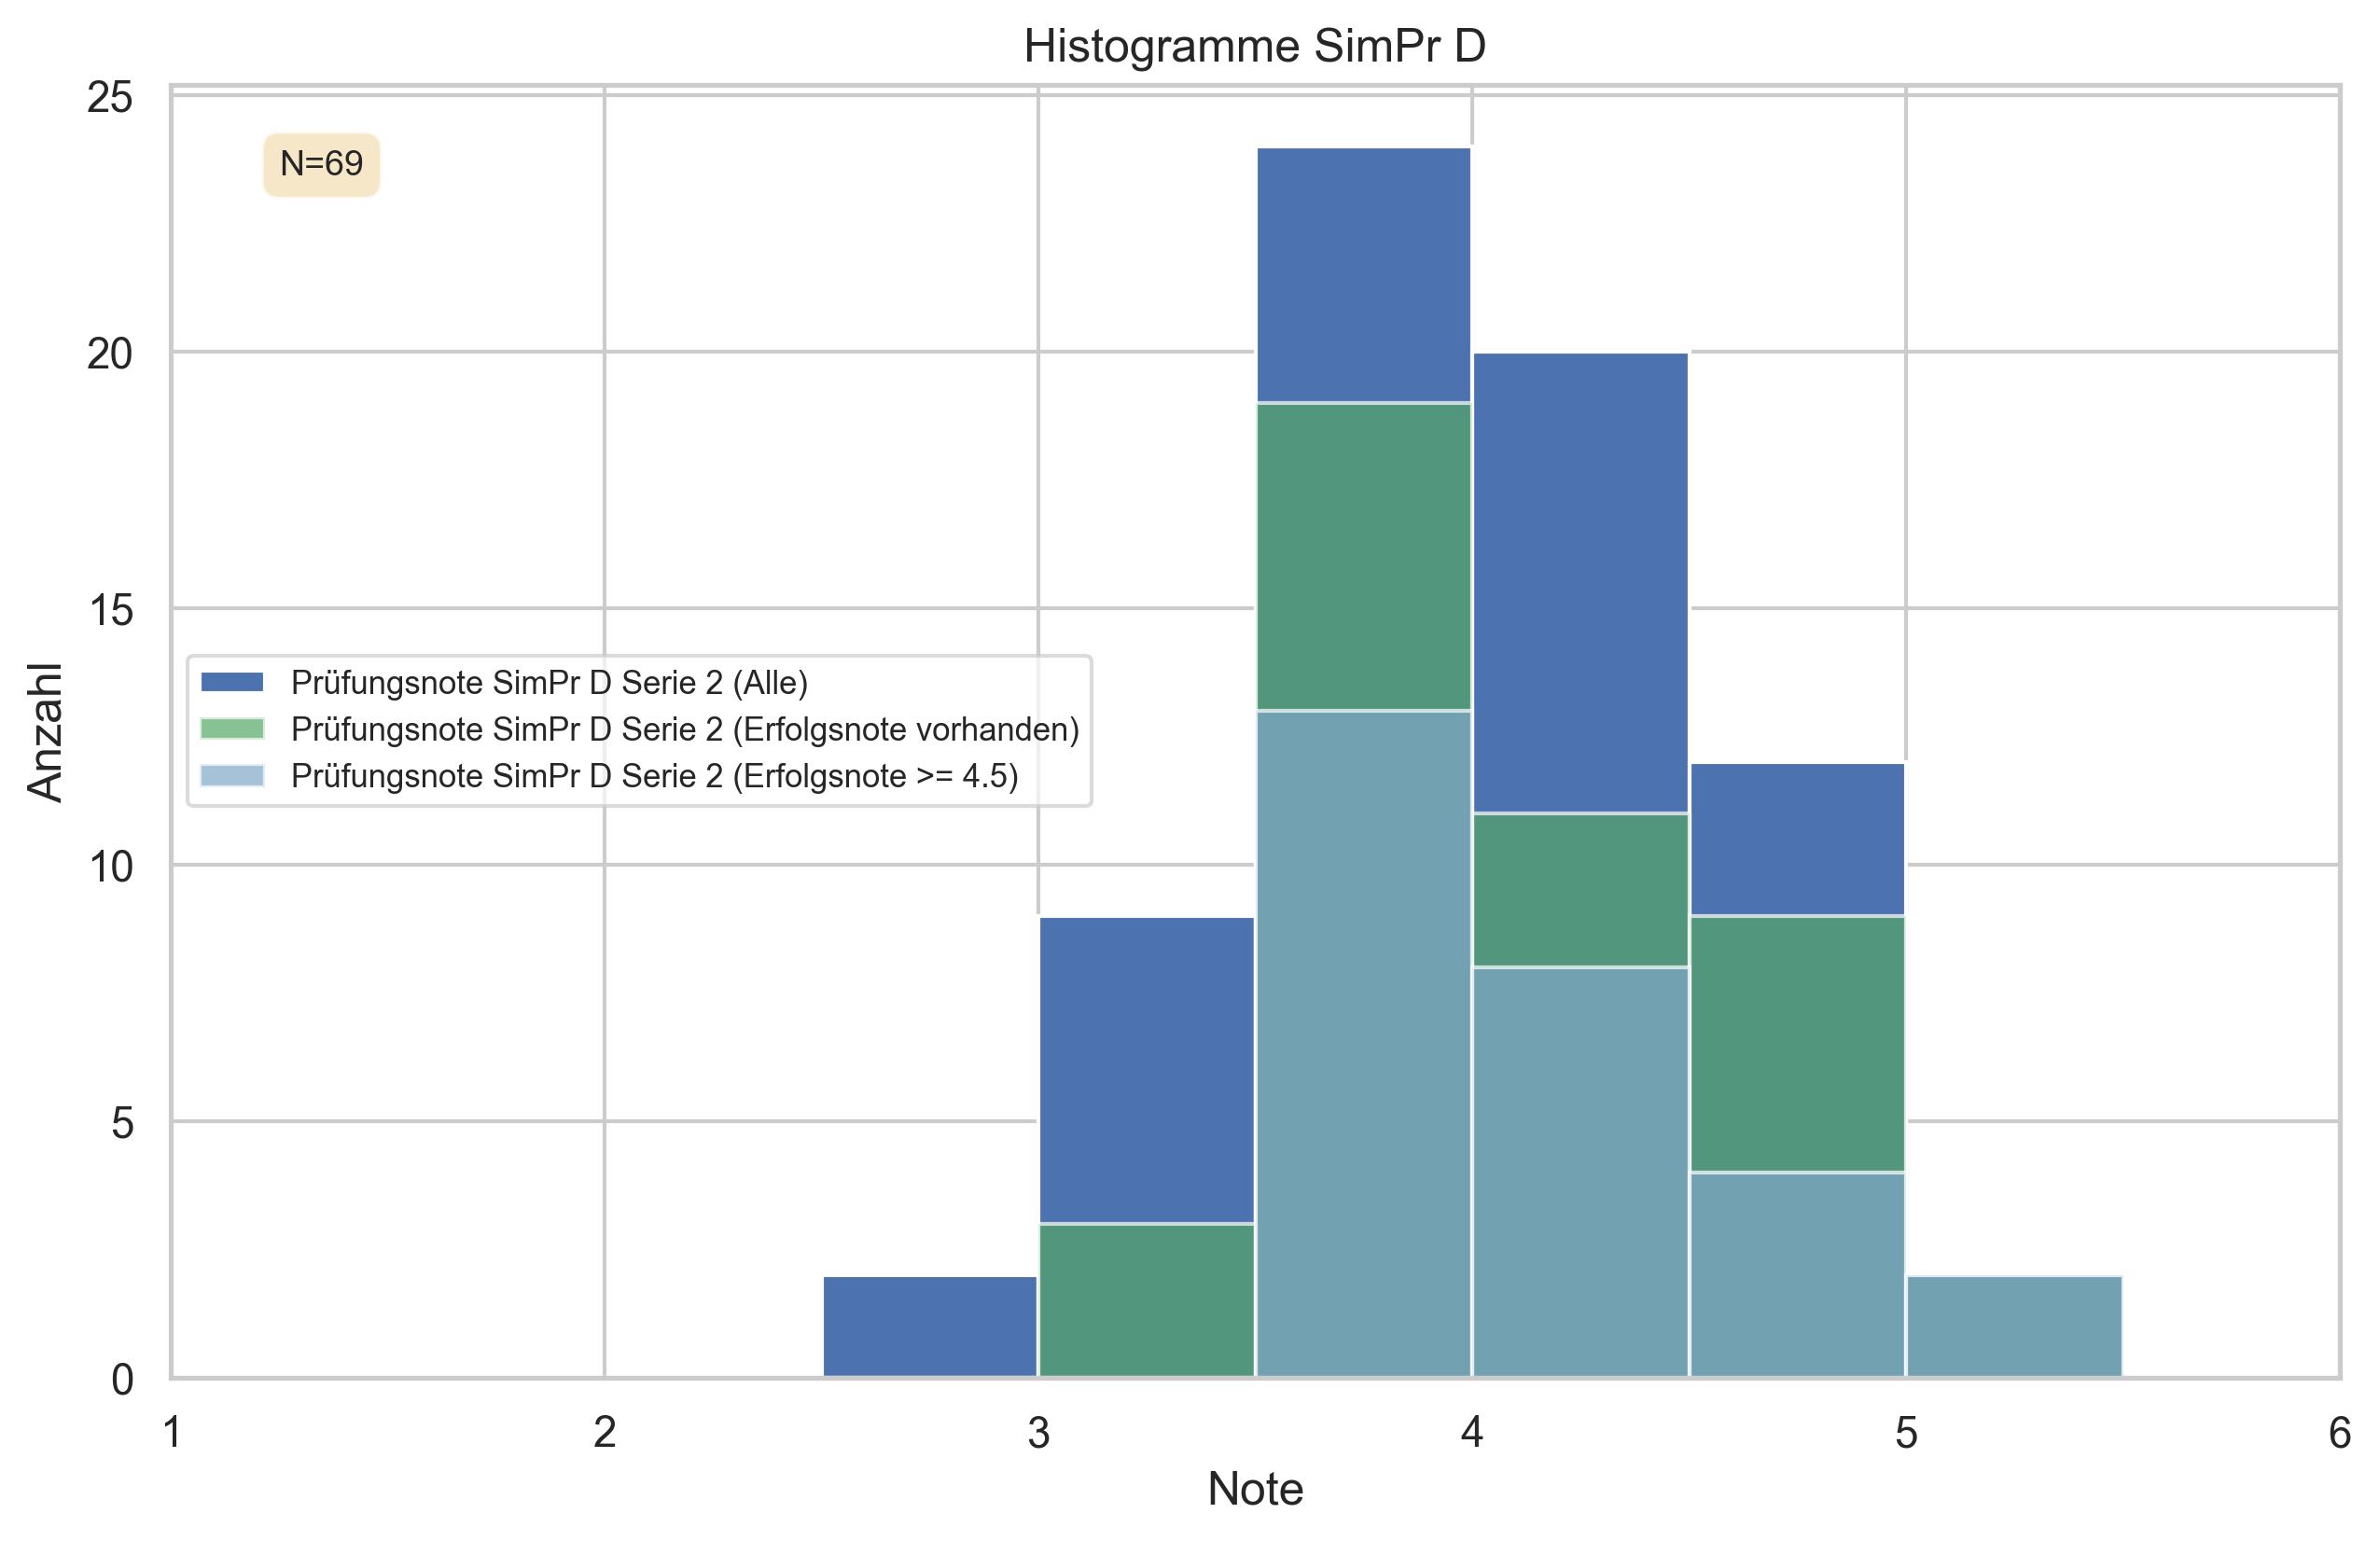 Histogramme SimPr D
25
N=69
20
15
Prüfungsnote SimPr D Serie 2 (Alle)
Prüfungsnote SimPr D Serie 2 (Erfolgsnote vorhanden)
Prüfungsnote SimPr D Serie 2 (Erfolgsnote >= 4.5)
Anzahl
10
5
0
1 2 3 4 5 6
Note